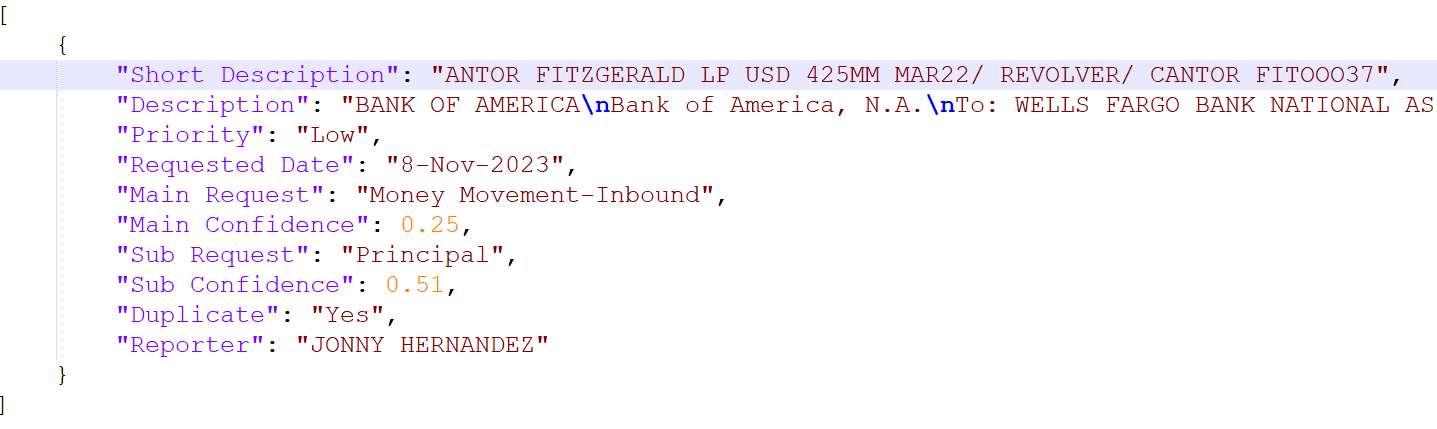 [
{
"Short Description": "ANTOR FITZGERALD LP USD 425MM MAR22/ REVOLVER/ CANTOR FITOOO37",
"Description": "BANK OF AMERICA\nBank of America, N.A.\nTo: WELLS FARGO BANK NATIONAL AS
"Priority": "Low",
"Requested Date": "8-Nov-2023",
"Main Request": "Money Movement-Inbound",
"Main Confidence": 0.25,
"Sub Request": "Principal",
"Sub Confidence": 0.51,
"Duplicate": "Yes",
"Reporter": "JONNY HERNANDEZ"
}
]